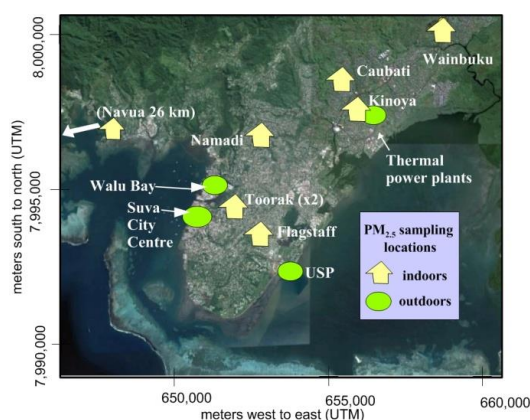 8,000,000
7,995,000
7,990,000
meters south to north (UTM)
Wainbuku
Caubati
Kinoya
(Navua 26 km)
Namadi
Thermal
power plants
Walu Bay
Toorak (x2)
Suva
City
Centre
Flagstaff
USP
PM2.5 sampling
locations
indoors
outdoors
650,000
655,000
660,000
meters west to east (UTM)